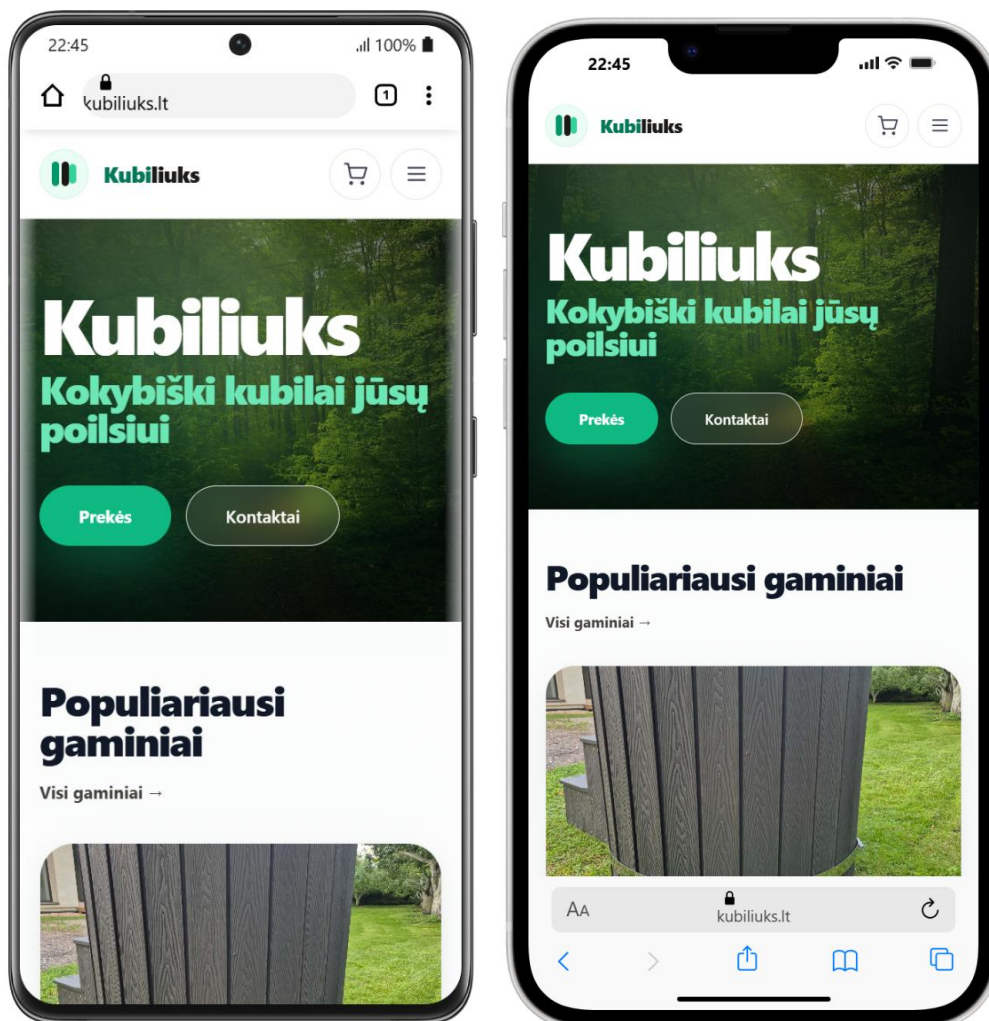 22:45
100%
kubiliuks.lt
1
Kubiliuks
Kubiliuks
Kokybiški kubilai jūsų
poilsiui
Prekės
Kontaktai
Populiariausi
gaminiai
Visi gaminiai →
22:45
Kubiliuks
Kubiliuks
Kokybiški kubilai jūsų
poilsiui
Prekės
Kontaktai
Populiariausi gaminiai
Visi gaminiai →
AA
kubiliuks.lt